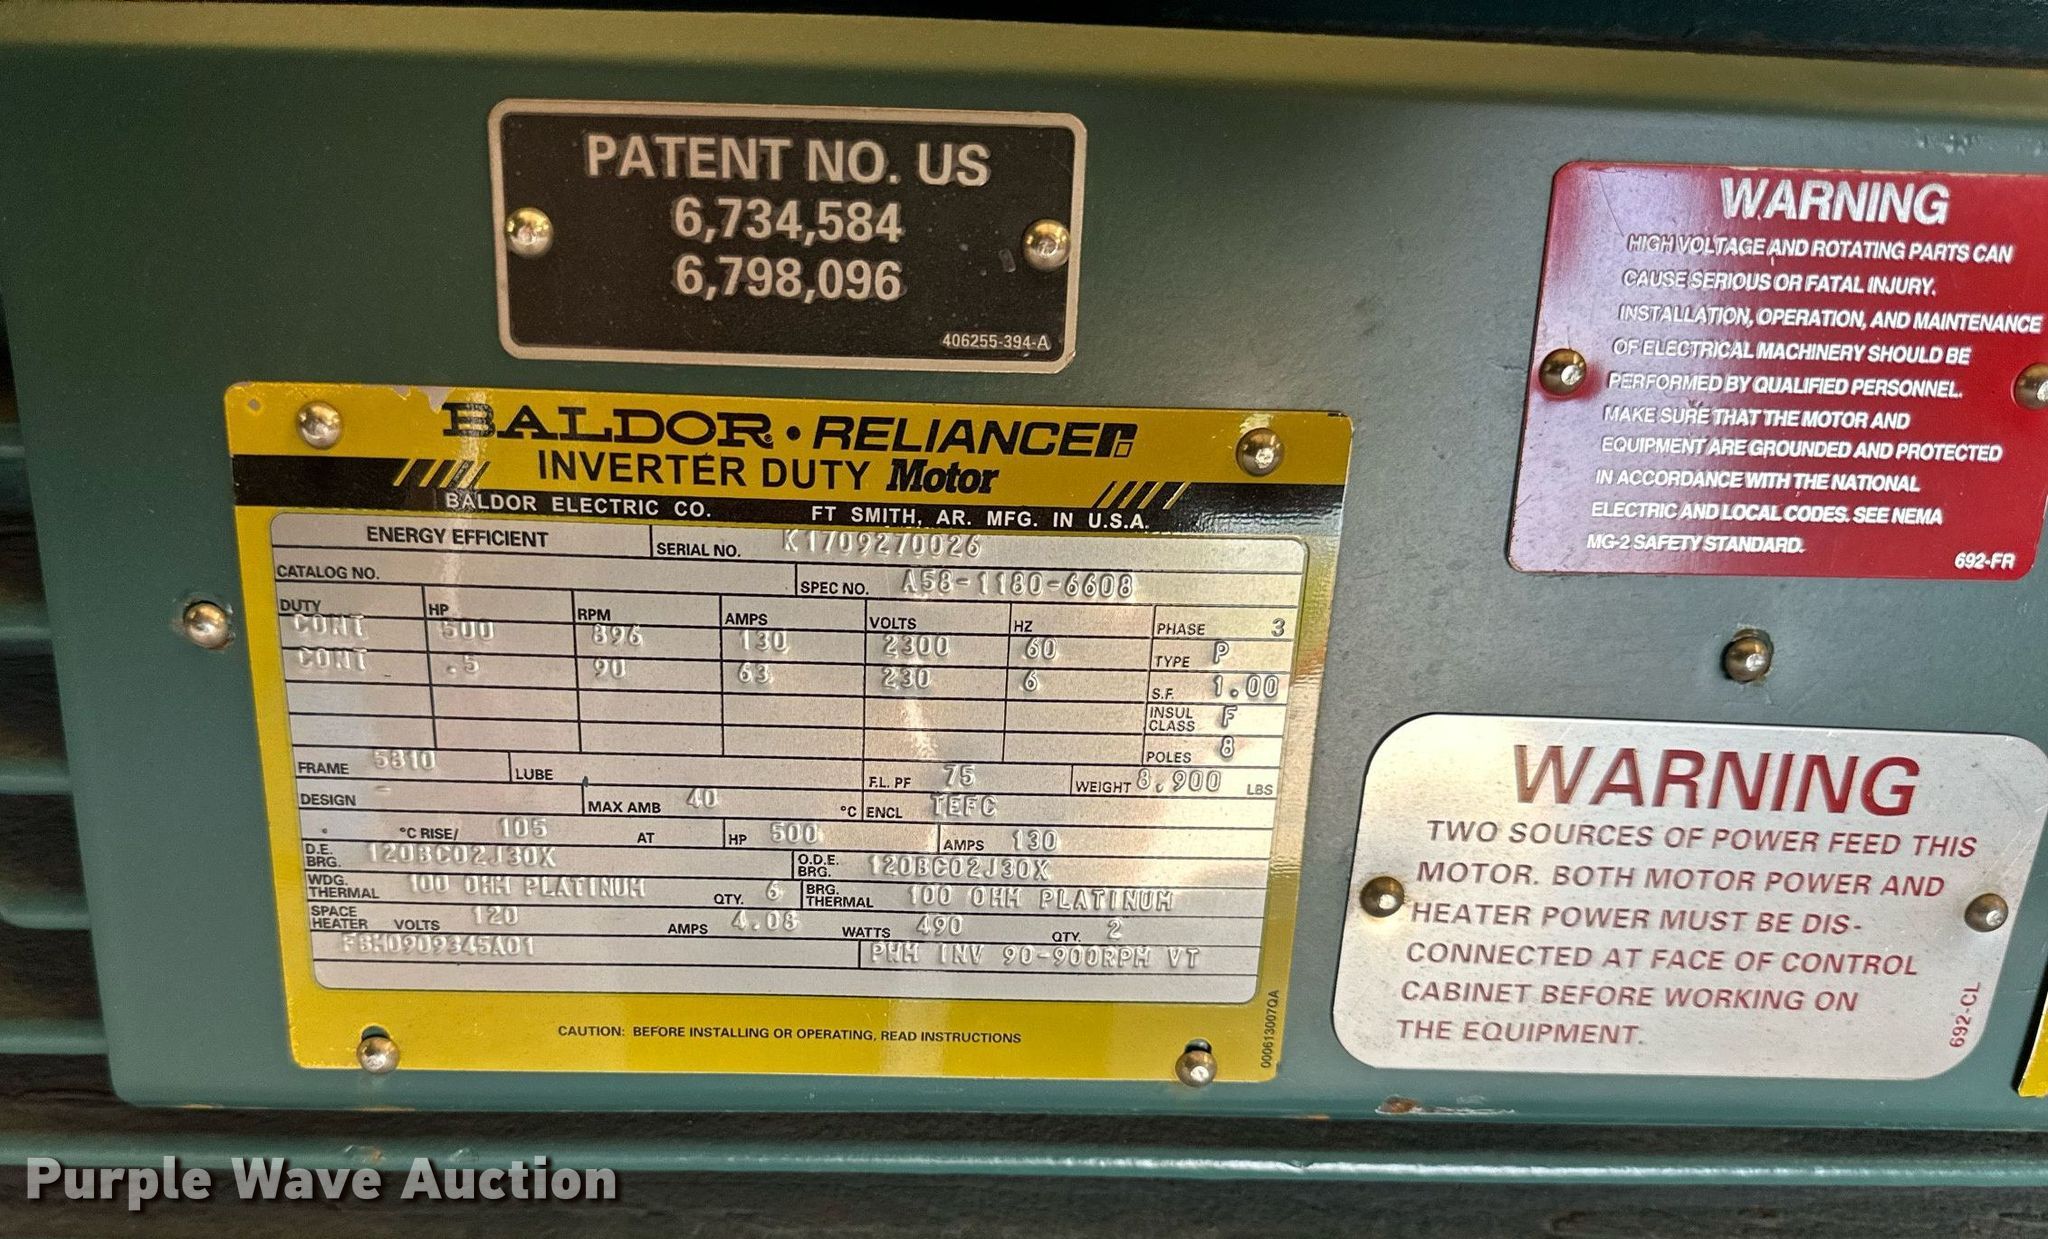 PATENT NO. US
6,734,584
6,798,096
406255-394-A
BALDOR · RELIANCE
INVERTER DUTY Motor
BALDOR ELECTRIC CO. FT SMITH, AR. MFG. IN U.S.A.
ENERGY EFFICIENT SERIAL NO. K1709270026
CATALOG NO. SPEC NO. A58-1180-6608
DUTY HP RPM AMPS VOLTS HZ PHASE 3
CONT 500 896 130 2300 60 TYPE P
CONT .5 90 63 230 6 S.F. 1.00
INSUL CLASS F
POLES 8
FRAME 5810 LUBE F.L. PF 75 WEIGHT 8,900 LBS
DESIGN - MAX AMB 40 °C ENCL TEFC
°C RISE/ 105 AT HP 500 AMPS 130
D.E. BRG. 120BC02J30X O.D.E. BRG. 120BC02J30X
WDG. THERMAL 100 OHM PLATINUM QTY. 6 BRG. THERMAL 100 OHM PLATINUM
SPACE HEATER VOLTS 120 AMPS 4.08 WATTS 490 QTY. 2
PWM INV 90-900RPM VT
CAUTION: BEFORE INSTALLING OR OPERATING, READ INSTRUCTIONS
000613007QA
WARNING
HIGH VOLTAGE AND ROTATING PARTS CAN
CAUSE SERIOUS OR FATAL INJURY.
INSTALLATION, OPERATION, AND MAINTENANCE
OF ELECTRICAL MACHINERY SHOULD BE
PERFORMED BY QUALIFIED PERSONNEL.
MAKE SURE THAT THE MOTOR AND
EQUIPMENT ARE GROUNDED AND PROTECTED
IN ACCORDANCE WITH THE NATIONAL
ELECTRIC AND LOCAL CODES. SEE NEMA
MG-2 SAFETY STANDARD.
692-FR
WARNING
TWO SOURCES OF POWER FEED THIS
MOTOR. BOTH MOTOR POWER AND
HEATER POWER MUST BE DIS-
CONNECTED AT FACE OF CONTROL
CABINET BEFORE WORKING ON
THE EQUIPMENT.
692-CL
Purple Wave Auction